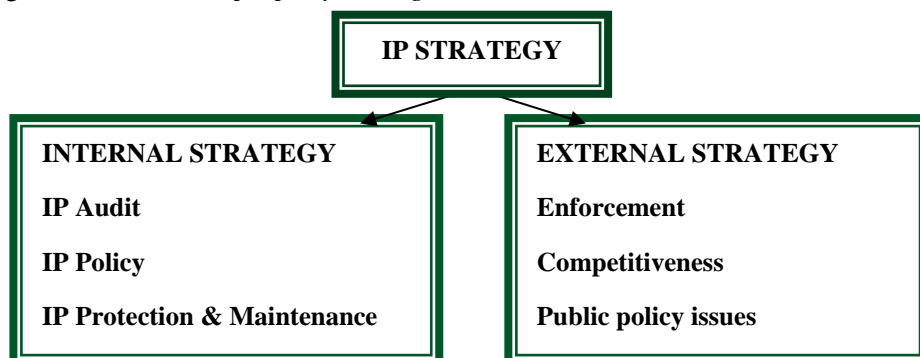 IP STRATEGY
INTERNAL STRATEGY
IP Audit
IP Policy
IP Protection & Maintenance
EXTERNAL STRATEGY
Enforcement
Competitiveness
Public policy issues